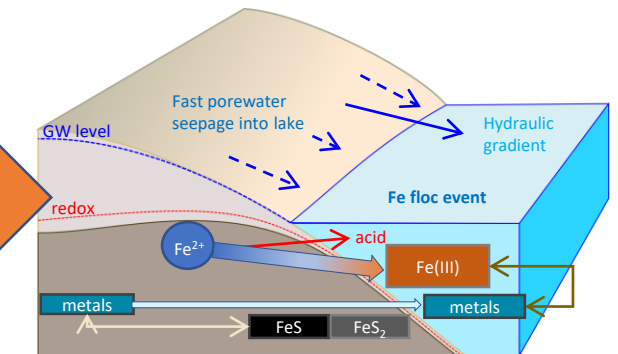 Fast porewater
seepage into lake
GW level
Hydraulic
gradient
Fe floc event
redox
acid
Fe²⁺
Fe(III)
metals
metals
FeS
FeS₂